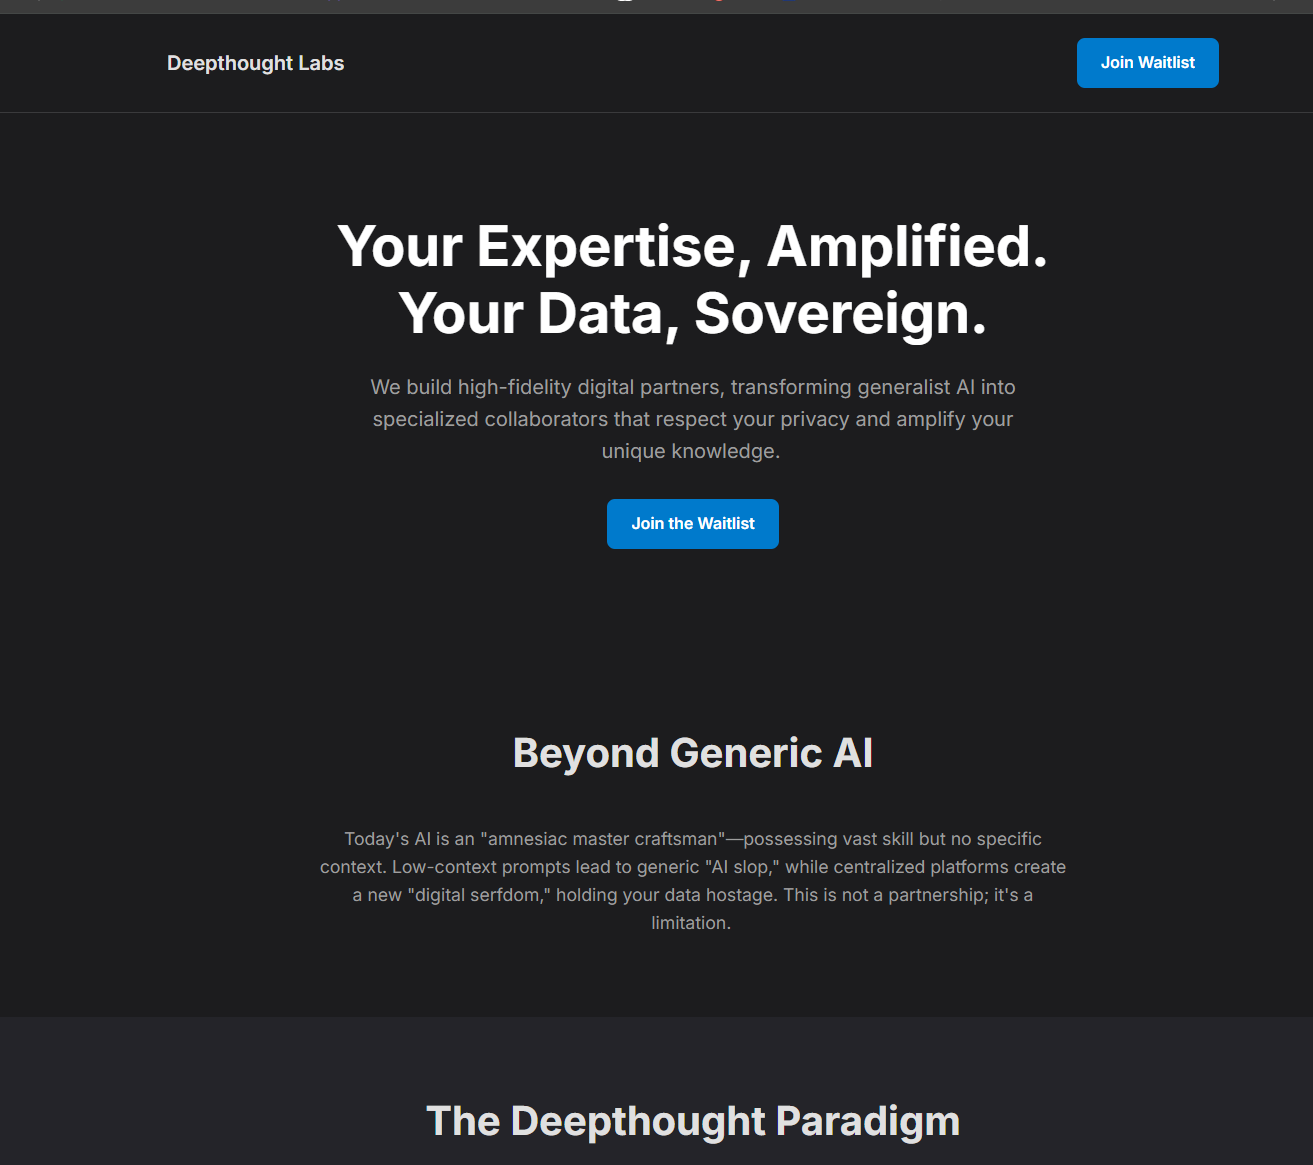 Deepthought Labs
Join Waitlist
Your Expertise, Amplified.
Your Data, Sovereign.
We build high-fidelity digital partners, transforming generalist AI into
specialized collaborators that respect your privacy and amplify your
unique knowledge.
Join the Waitlist
Beyond Generic AI
Today's AI is an "amnesiac master craftsman"—possessing vast skill but no specific
context. Low-context prompts lead to generic "AI slop," while centralized platforms create
a new "digital serfdom," holding your data hostage. This is not a partnership; it's a
limitation.
The Deepthought Paradigm